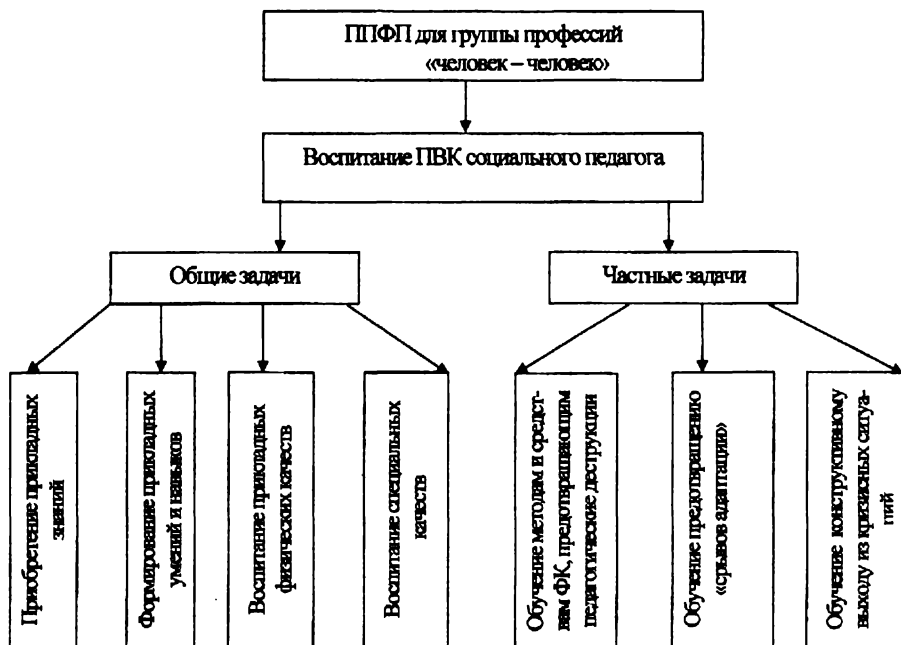 ППФП для группы профессий
«человек – человею»
Воспитание ПВК социального педагога
Общие задачи
Частные задачи
Приобретение прикладных
знаний
Формирование прикладных
умений и навыков
Воспитание прикладных
физических качеств
Воспитание специальных
качеств
Обучение методам и средст-
вам ФК, предотвращающим
педагогические деструкции
Обучение предотвращению
«срывов адаптации»
Обучение конструктивному
выходу из кризисных ситуа-
ций